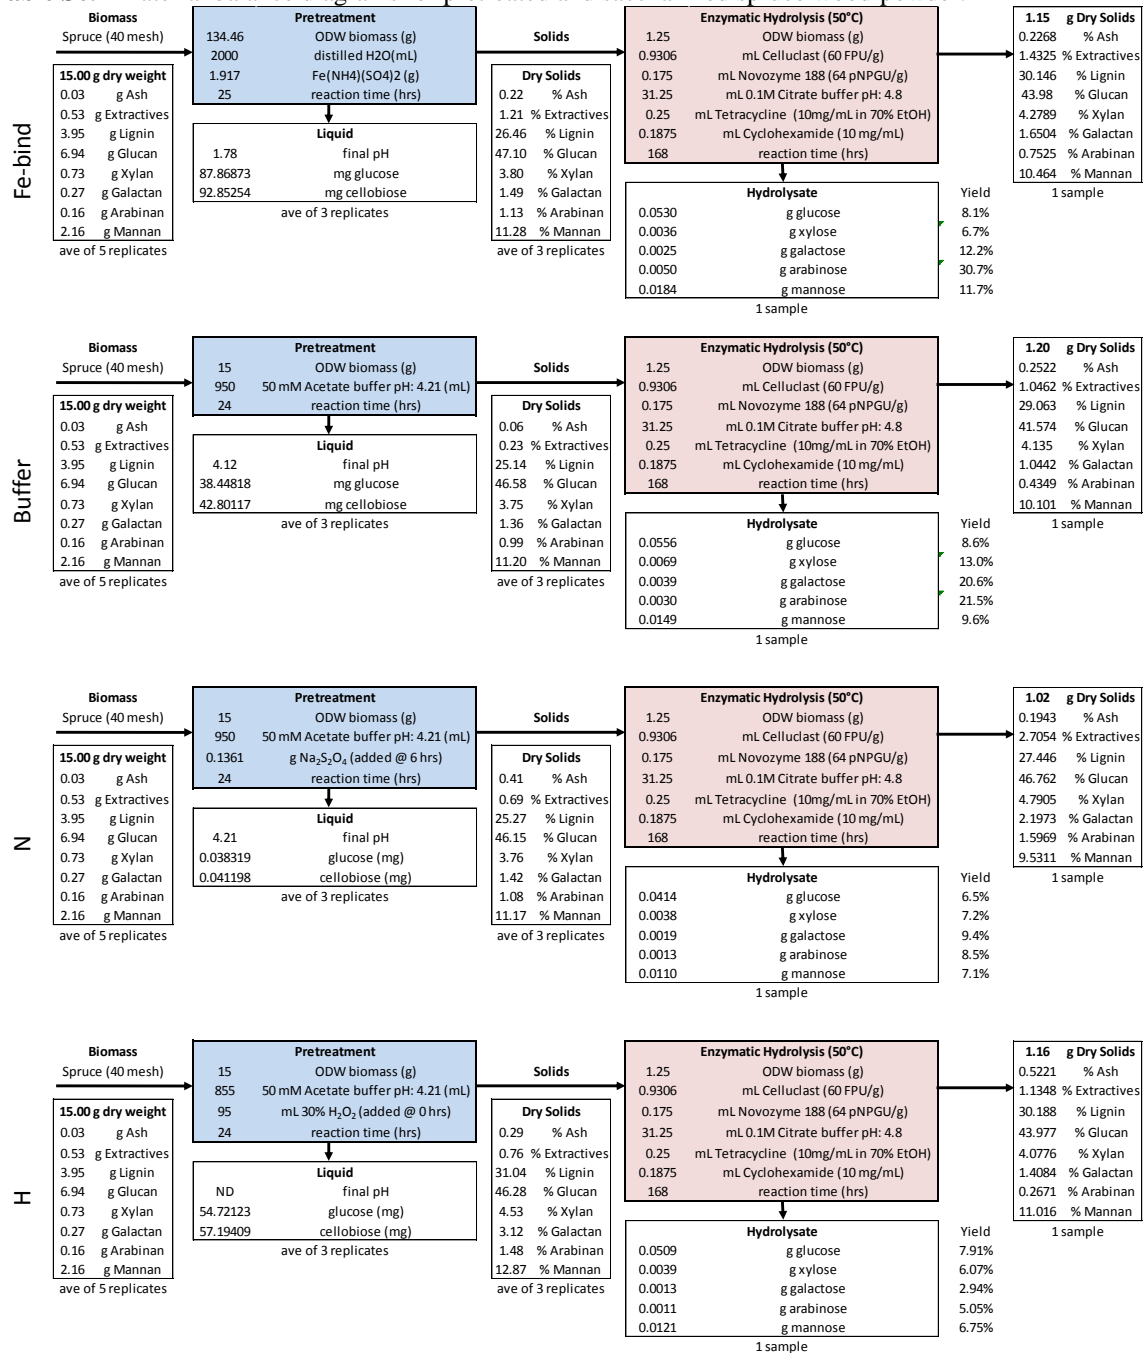 Fe-bind
Biomass
Spruce (40 mesh)
15.00 g dry weight
0.03 g Ash
0.53 g Extractives
3.95 g Lignin
6.94 g Glucan
0.73 g Xylan
0.27 g Galactan
0.16 g Arabinan
2.16 g Mannan
ave of 5 replicates
Pretreatment
134.46 ODW biomass (g)
2000 distilled H2O(mL)
1.917 Fe(NH4)(SO4)2 (g)
25 reaction time (hrs)
Liquid
1.78 final pH
87.86873 mg glucose
92.85254 mg cellobiose
ave of 3 replicates
Solids
Dry Solids
0.22 % Ash
1.21 % Extractives
26.46 % Lignin
47.10 % Glucan
3.80 % Xylan
1.49 % Galactan
1.13 % Arabinan
11.28 % Mannan
ave of 3 replicates
Enzymatic Hydrolysis (50°C)
1.25 ODW biomass (g)
0.9306 mL Celluclast (60 FPU/g)
0.175 mL Novozyme 188 (64 pNPGU/g)
31.25 mL 0.1M Citrate buffer pH: 4.8
0.25 mL Tetracycline (10mg/mL in 70% EtOH)
0.1875 mL Cyclohexamide (10 mg/mL)
168 reaction time (hrs)
Hydrolysate Yield
0.0530 g glucose 8.1%
0.0036 g xylose 6.7%
0.0025 g galactose 12.2%
0.0050 g arabinose 30.7%
0.0184 g mannose 11.7%
1 sample
1.15 g Dry Solids
0.2268 % Ash
1.4325 % Extractives
30.146 % Lignin
43.98 % Glucan
4.2789 % Xylan
1.6504 % Galactan
0.7525 % Arabinan
10.464 % Mannan
1 sample
Buffer
Biomass
Spruce (40 mesh)
15.00 g dry weight
0.03 g Ash
0.53 g Extractives
3.95 g Lignin
6.94 g Glucan
0.73 g Xylan
0.27 g Galactan
0.16 g Arabinan
2.16 g Mannan
ave of 5 replicates
Pretreatment
15 ODW biomass (g)
950 50 mM Acetate buffer pH: 4.21 (mL)
24 reaction time (hrs)
Liquid
4.12 final pH
38.44818 mg glucose
42.80117 mg cellobiose
ave of 3 replicates
Solids
Dry Solids
0.06 % Ash
0.23 % Extractives
25.14 % Lignin
46.58 % Glucan
3.75 % Xylan
1.36 % Galactan
0.99 % Arabinan
11.20 % Mannan
ave of 3 replicates
Enzymatic Hydrolysis (50°C)
1.25 ODW biomass (g)
0.9306 mL Celluclast (60 FPU/g)
0.175 mL Novozyme 188 (64 pNPGU/g)
31.25 mL 0.1M Citrate buffer pH: 4.8
0.25 mL Tetracycline (10mg/mL in 70% EtOH)
0.1875 mL Cyclohexamide (10 mg/mL)
168 reaction time (hrs)
Hydrolysate Yield
0.0556 g glucose 8.6%
0.0069 g xylose 13.0%
0.0039 g galactose 20.6%
0.0030 g arabinose 21.5%
0.0149 g mannose 9.6%
1 sample
1.20 g Dry Solids
0.2522 % Ash
1.0462 % Extractives
29.063 % Lignin
41.574 % Glucan
4.135 % Xylan
1.0442 % Galactan
0.4349 % Arabinan
10.101 % Mannan
1 sample
N
Biomass
Spruce (40 mesh)
15.00 g dry weight
0.03 g Ash
0.53 g Extractives
3.95 g Lignin
6.94 g Glucan
0.73 g Xylan
0.27 g Galactan
0.16 g Arabinan
2.16 g Mannan
ave of 5 replicates
Pretreatment
15 ODW biomass (g)
950 50 mM Acetate buffer pH: 4.21 (mL)
0.1361 g Na₂S₂O₄ (added @ 6 hrs)
24 reaction time (hrs)
Liquid
4.21 final pH
0.038319 glucose (mg)
0.041198 cellobiose (mg)
ave of 3 replicates
Solids
Dry Solids
0.41 % Ash
0.69 % Extractives
25.27 % Lignin
46.15 % Glucan
3.76 % Xylan
1.42 % Galactan
1.08 % Arabinan
11.17 % Mannan
ave of 3 replicates
Enzymatic Hydrolysis (50°C)
1.25 ODW biomass (g)
0.9306 mL Celluclast (60 FPU/g)
0.175 mL Novozyme 188 (64 pNPGU/g)
31.25 mL 0.1M Citrate buffer pH: 4.8
0.25 mL Tetracycline (10mg/mL in 70% EtOH)
0.1875 mL Cyclohexamide (10 mg/mL)
168 reaction time (hrs)
Hydrolysate Yield
0.0414 g glucose 6.5%
0.0038 g xylose 7.2%
0.0019 g galactose 9.4%
0.0013 g arabinose 8.5%
0.0110 g mannose 7.1%
1 sample
1.02 g Dry Solids
0.1943 % Ash
2.7054 % Extractives
27.446 % Lignin
46.762 % Glucan
4.7905 % Xylan
2.1973 % Galactan
1.5969 % Arabinan
9.5311 % Mannan
1 sample
H
Biomass
Spruce (40 mesh)
15.00 g dry weight
0.03 g Ash
0.53 g Extractives
3.95 g Lignin
6.94 g Glucan
0.73 g Xylan
0.27 g Galactan
0.16 g Arabinan
2.16 g Mannan
ave of 5 replicates
Pretreatment
15 ODW biomass (g)
855 50 mM Acetate buffer pH: 4.21 (mL)
95 mL 30% H₂O₂ (added @ 0 hrs)
24 reaction time (hrs)
Liquid
ND final pH
54.72123 glucose (mg)
57.19409 cellobiose (mg)
ave of 3 replicates
Solids
Dry Solids
0.29 % Ash
0.76 % Extractives
31.04 % Lignin
46.28 % Glucan
4.53 % Xylan
3.12 % Galactan
1.48 % Arabinan
12.87 % Mannan
ave of 3 replicates
Enzymatic Hydrolysis (50°C)
1.25 ODW biomass (g)
0.9306 mL Celluclast (60 FPU/g)
0.175 mL Novozyme 188 (64 pNPGU/g)
31.25 mL 0.1M Citrate buffer pH: 4.8
0.25 mL Tetracycline (10mg/mL in 70% EtOH)
0.1875 mL Cyclohexamide (10 mg/mL)
168 reaction time (hrs)
Hydrolysate Yield
0.0509 g glucose 7.91%
0.0039 g xylose 6.07%
0.0013 g galactose 2.94%
0.0011 g arabinose 5.05%
0.0121 g mannose 6.75%
1 sample
1.16 g Dry Solids
0.5221 % Ash
1.1348 % Extractives
30.188 % Lignin
43.977 % Glucan
4.0776 % Xylan
1.4084 % Galactan
0.2671 % Arabinan
11.016 % Mannan
1 sample